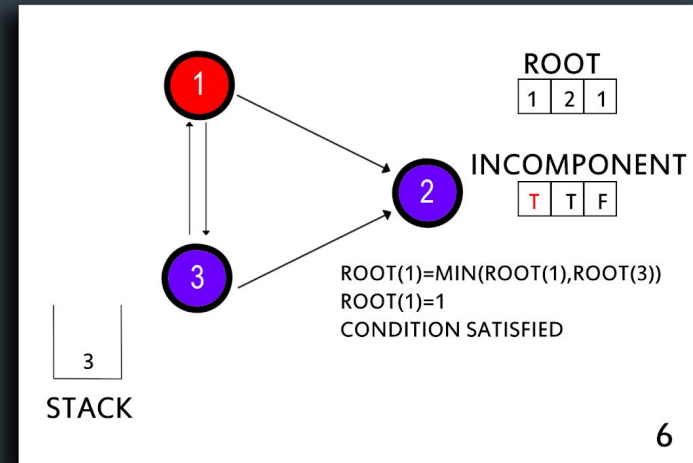 1
ROOT
1 2 1
INCOMPONENT
T T F
2
3
ROOT(1)=MIN(ROOT(1),ROOT(3))
ROOT(1)=1
CONDITION SATISFIED
3
STACK
6